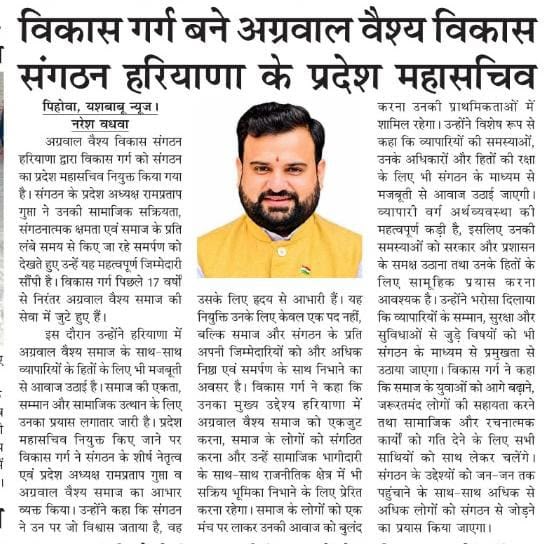 विकास गर्ग बने अग्रवाल वैश्य विकास
संगठन हरियाणा के प्रदेश महासचिव
पिहोवा, यशबाबू न्यूज।
नरेश वधवा
अग्रवाल वैश्य विकास संगठन
हरियाणा द्वारा विकास गर्ग को संगठन
का प्रदेश महासचिव नियुक्त किया गया
है। संगठन के प्रदेश अध्यक्ष रामप्रताप
गुप्ता ने उनकी सामाजिक सक्रियता,
संगठनात्मक क्षमता एवं समाज के प्रति
लंबे समय से किए जा रहे समर्पण को
देखते हुए उन्हें यह महत्वपूर्ण जिम्मेदारी
सौंपी है। विकास गर्ग पिछले 17 वर्षों
से निरंतर अग्रवाल वैश्य समाज की
सेवा में जुटे हुए हैं।
इस दौरान उन्होंने हरियाणा में
अग्रवाल वैश्य समाज के साथ-साथ
व्यापारियों के हितों के लिए भी मजबूती
से आवाज उठाई है। समाज की एकता,
सम्मान और सामाजिक उत्थान के लिए
उनका प्रयास लगातार जारी है। प्रदेश
महासचिव नियुक्त किए जाने पर
विकास गर्ग ने संगठन के शीर्ष नेतृत्व
एवं प्रदेश अध्यक्ष रामप्रताप गुप्ता व
अग्रवाल वैश्य समाज का आभार
व्यक्त किया। उन्होंने कहा कि संगठन
ने उन पर जो विश्वास जताया है, वह
उसके लिए हृदय से आभारी हैं। यह
नियुक्ति उनके लिए केवल एक पद नहीं,
बल्कि समाज और संगठन के प्रति
अपनी जिम्मेदारियों को और अधिक
निष्ठा एवं समर्पण के साथ निभाने का
अवसर है। विकास गर्ग ने कहा कि
उनका मुख्य उद्देश्य हरियाणा में
अग्रवाल वैश्य समाज को एकजुट
करना, समाज के लोगों को संगठित
करना और उन्हें सामाजिक भागीदारी
के साथ-साथ राजनीतिक क्षेत्र में भी
सक्रिय भूमिका निभाने के लिए प्रेरित
करना रहेगा। समाज के लोगों को एक
मंच पर लाकर उनकी आवाज को बुलंद
करना उनकी प्राथमिकताओं में
शामिल रहेगा। उन्होंने विशेष रूप से
कहा कि व्यापारियों की समस्याओं,
उनके अधिकारों और हितों की रक्षा
के लिए भी संगठन के माध्यम से
मजबूती से आवाज उठाई जाएगी।
व्यापारी वर्ग अर्थव्यवस्था की
महत्वपूर्ण कड़ी है, इसलिए उनकी
समस्याओं को सरकार और प्रशासन
के समक्ष उठाना तथा उनके हितों के
लिए सामूहिक प्रयास करना
आवश्यक है। उन्होंने भरोसा दिलाया
कि व्यापारियों के सम्मान, सुरक्षा और
सुविधाओं से जुड़े विषयों को भी
संगठन के माध्यम से प्रमुखता से
उठाया जाएगा। विकास गर्ग ने कहा
कि समाज के युवाओं को आगे बढ़ाने,
जरूरतमंद लोगों की सहायता करने
तथा सामाजिक और रचनात्मक
कार्यों को गति देने के लिए सभी
साथियों को साथ लेकर चलेंगे।
संगठन के उद्देश्यों को जन-जन तक
पहुंचाने के साथ-साथ अधिक से
अधिक लोगों को संगठन से जोड़ने
का प्रयास किया जाएगा।